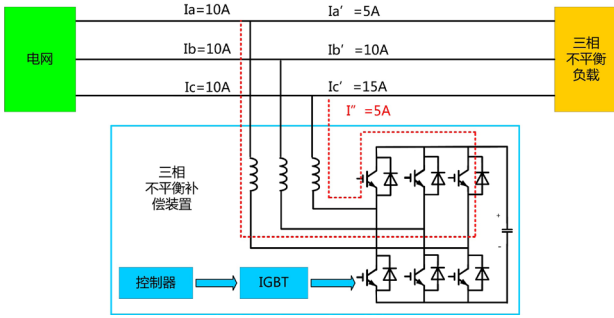 Ia=10A
Ia’ =5A
Ib=10A
Ib’ =10A
Ic=10A
Ic’ =15A
I” =5A
电网
三相
不平衡
负载
三相
不平衡补
偿装置
+
-
控制器
IGBT